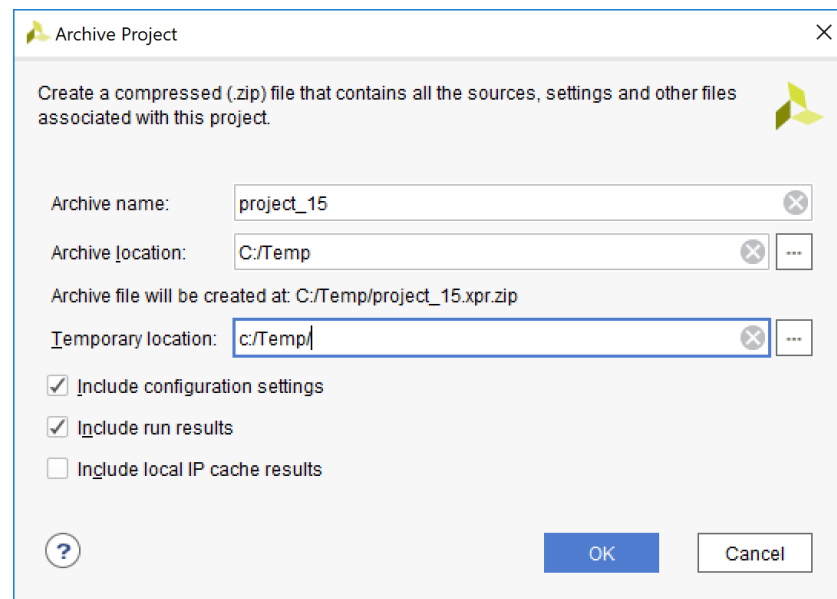 Archive Project
Create a compressed (.zip) file that contains all the sources, settings and other files
associated with this project.
Archive name: project_15
Archive location: C:/Temp ...
Archive file will be created at: C:/Temp/project_15.xpr.zip
Temporary location: c:/Temp/ ...
Include configuration settings
Include run results
Include local IP cache results
? OK Cancel